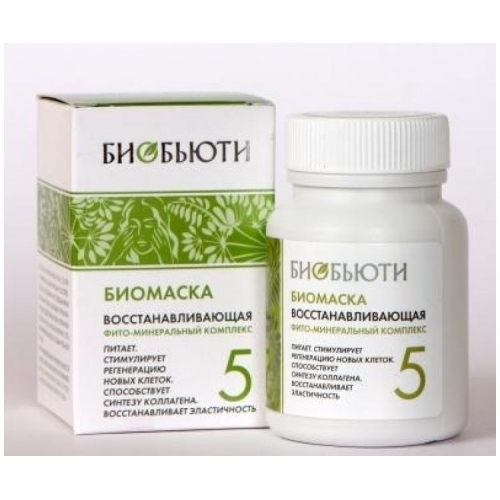 БИОБЬЮТИ
БИОМАСКА
ВОССТАНАВЛИВАЮЩАЯ
ФИТО-МИНЕРАЛЬНЫЙ КОМПЛЕКС
ПИТАЕТ.
СТИМУЛИРУЕТ
РЕГЕНЕРАЦИЮ
НОВЫХ КЛЕТОК.
СПОСОБСТВУЕТ
СИНТЕЗУ КОЛЛАГЕНА.
ВОССТАНАВЛИВАЕТ ЭЛАСТИЧНОСТЬ
5
БИОБЬЮТИ
БИОМАСКА
ВОССТАНАВЛИВАЮЩАЯ
ФИТО-МИНЕРАЛЬНЫЙ КОМПЛЕКС
ПИТАЕТ. СТИМУЛИРУЕТ
РЕГЕНЕРАЦИЮ НОВЫХ КЛЕТОК.
СПОСОБСТВУЕТ
СИНТЕЗУ КОЛЛАГЕНА.
ВОССТАНАВЛИВАЕТ
ЭЛАСТИЧНОСТЬ
5